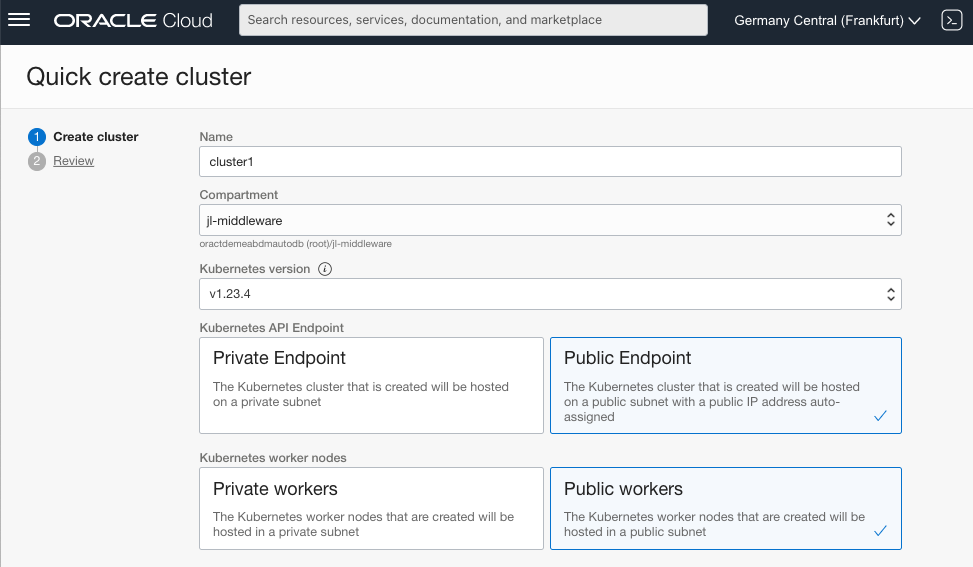 ORACLE Cloud
Search resources, services, documentation, and marketplace
Germany Central (Frankfurt)
Quick create cluster
1 Create cluster
2 Review
Name
cluster1
Compartment
jl-middleware
oractdemeabdmautodb (root)/jl-middleware
Kubernetes version
v1.23.4
Kubernetes API Endpoint
Private Endpoint
The Kubernetes cluster that is created will be hosted
on a private subnet
Public Endpoint
The Kubernetes cluster that is created will be hosted
on a public subnet with a public IP address auto-
assigned
Kubernetes worker nodes
Private workers
The Kubernetes worker nodes that are created will be
hosted in a private subnet
Public workers
The Kubernetes worker nodes that are created will be
hosted in a public subnet